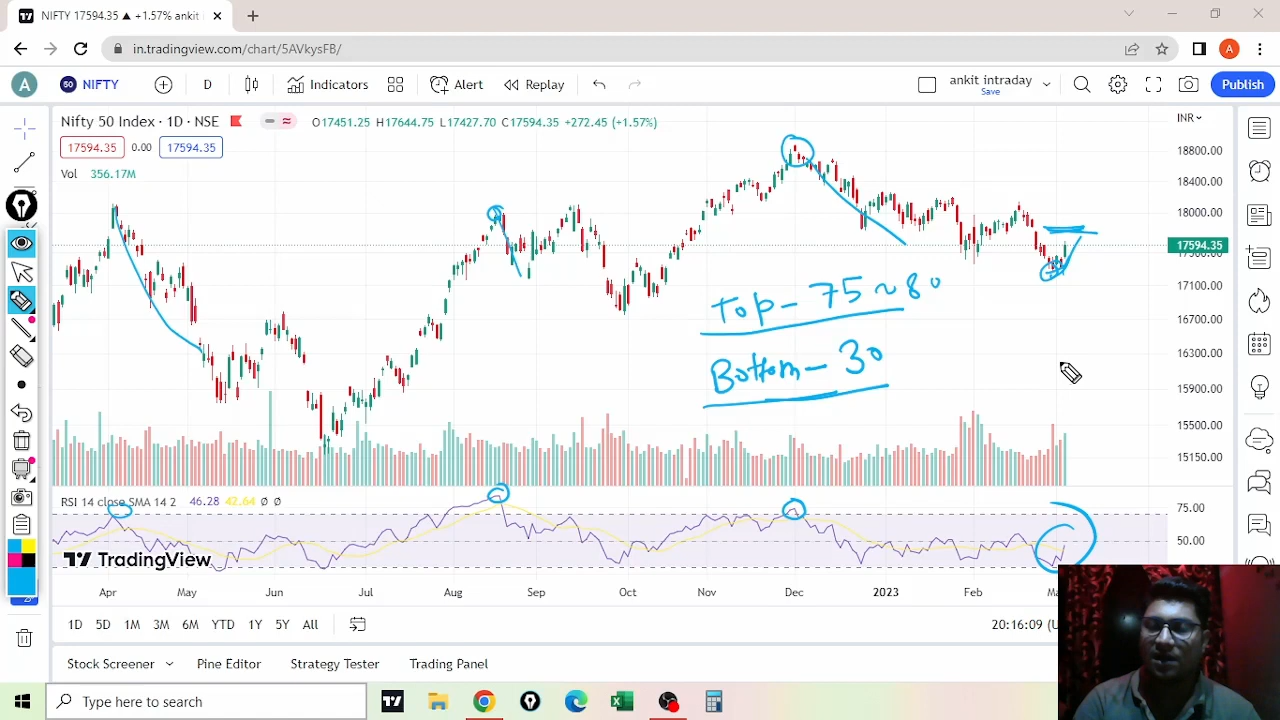 NIFTY 17594.35 ▲ +1.57% ankit
in.tradingview.com/chart/5AVkysFB/
A
A
50 NIFTY
D
Indicators
Alert
Replay
ankit intraday
Save
Publish
Nifty 50 Index · 1D · NSE
O17451.25 H17644.75 L17427.70 C17594.35 +272.45 (+1.57%)
INR
17594.35 0.00 17594.35
Vol 356.17M
18800.00
18400.00
18000.00
17594.35
17500.00
17100.00
16700.00
16300.00
15900.00
15500.00
15150.00
Top - 75 ~ 80
Bottom - 30
RSI 14 close SMA 14 2 46.28 42.64 Ø Ø
75.00
50.00
TradingView
Apr May Jun Jul Aug Sep Oct Nov Dec 2023 Feb
1D 5D 1M 3M 6M YTD 1Y 5Y All
20:16:09 (U
Stock Screener Pine Editor Strategy Tester Trading Panel
Type here to search